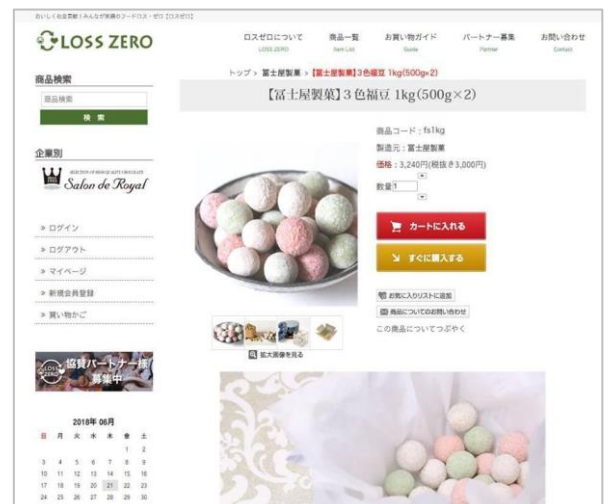 おいしく社会貢献！みんなが笑顔のフードロス・ゼロ【ロスゼロ】
LOSS ZERO
ロスゼロについて 商品一覧 お買い物ガイド パートナー募集 お問い合わせ
LOSS ZERO Item List Guide Partner Contact
トップ > 冨士屋製菓 > 【冨士屋製菓】3色福豆 1kg(500g×2)
商品検索
商品検索
検 索
【冨士屋製菓】3色福豆 1kg(500g×2)
商品コード : fs1kg
製造元 : 冨士屋製菓
価格 : 3,240円(税抜き3,000円)
数量 1
カートに入れる
すぐに購入する
お気に入りリストに追加
商品についてのお問い合わせ
この商品についてつぶやく
拡大画像を見る
企業別
Salon de Royal
» ログイン
» ログアウト
» マイページ
» 新規会員登録
» 買い物かご
LOSS ZERO
協賛パートナー様
募集中
2018年 06月
日 月 火 水 木 金 土
1 2
3 4 5 6 7 8 9
10 11 12 13 14 15 16
17 18 19 20 21 22 23
24 25 26 27 28 29 30